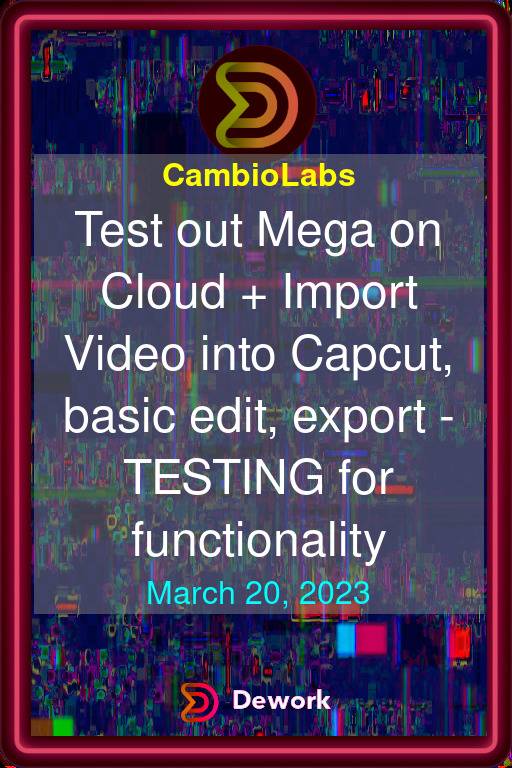 CambioLabs
Test out Mega on
Cloud + Import
Video into Capcut,
basic edit, export -
TESTING for
functionality
March 20, 2023
Dework